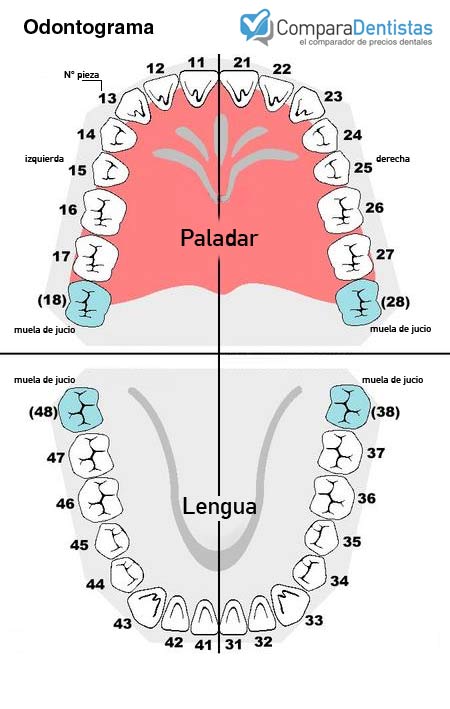 Odontograma
ComparaDentistas
el comparador de precios dentales
Nº pieza
11
21
12
22
13
23
14
24
izquierda
derecha
15
25
16
26
Paladar
17
27
(18)
(28)
muela de jucio
muela de jucio
muela de jucio
muela de jucio
(48)
(38)
47
37
46
36
Lengua
45
35
44
34
43
33
42
41
31
32